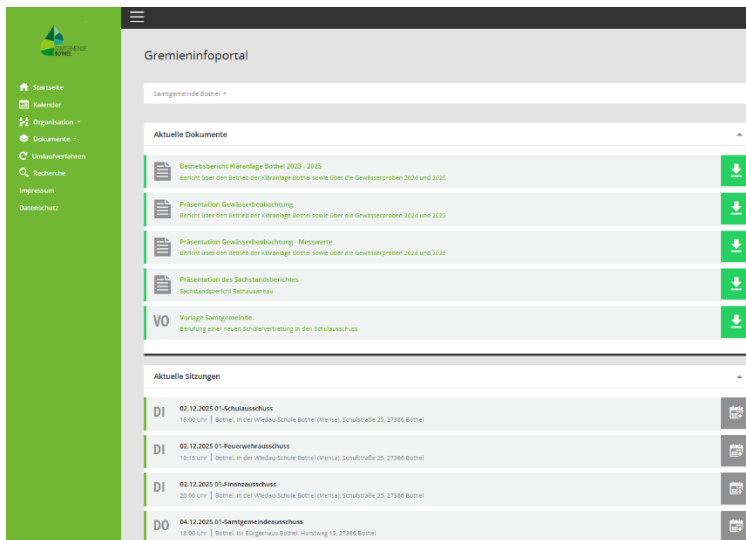 SAMTGEMEINDE
BOTHEL
Startseite
Kalender
Organisation
Dokumente
Umlaufverfahren
Recherche
Impressum
Datenschutz
Gremieninfoportal
Samtgemeinde Bothel
Aktuelle Dokumente
Betriebsbericht Kläranlage Bothel 2023 - 2025
Bericht über den Betrieb der Kläranlage Bothel sowie über die Gewässerproben 2024 und 2025
Präsentation Gewässerbeobachtung
Bericht über den Betrieb der Kläranlage Bothel sowie über die Gewässerproben 2024 und 2025
Präsentation Gewässerbeobachtung - Messwerte
Bericht über den Betrieb der Kläranlage Bothel sowie über die Gewässerproben 2024 und 2025
Präsentation des Sachstandsberichtes
Sachstandsbericht Rathausanbau
VO
Vorlage Samtgemeinde
Berufung einer neuen Schülervertretung in den Schulausschuss
Aktuelle Sitzungen
DI
02.12.2025 01-Schulausschuss
18:00 Uhr | Bothel, in der Wiedau-Schule Bothel (Mensa), Schulstraße 25, 27386 Bothel
DI
02.12.2025 01-Feuerwehrausschuss
19:15 Uhr | Bothel, in der Wiedau-Schule Bothel (Mensa), Schulstraße 25, 27386 Bothel
DI
02.12.2025 01-Finanzausschuss
20:00 Uhr | Bothel, in der Wiedau-Schule Bothel (Mensa), Schulstraße 25, 27386 Bothel
DO
04.12.2025 01-Samtgemeindeausschuss
18:00 Uhr | Bothel, im Bürgerhaus Bothel, Horstweg 19, 27386 Bothel